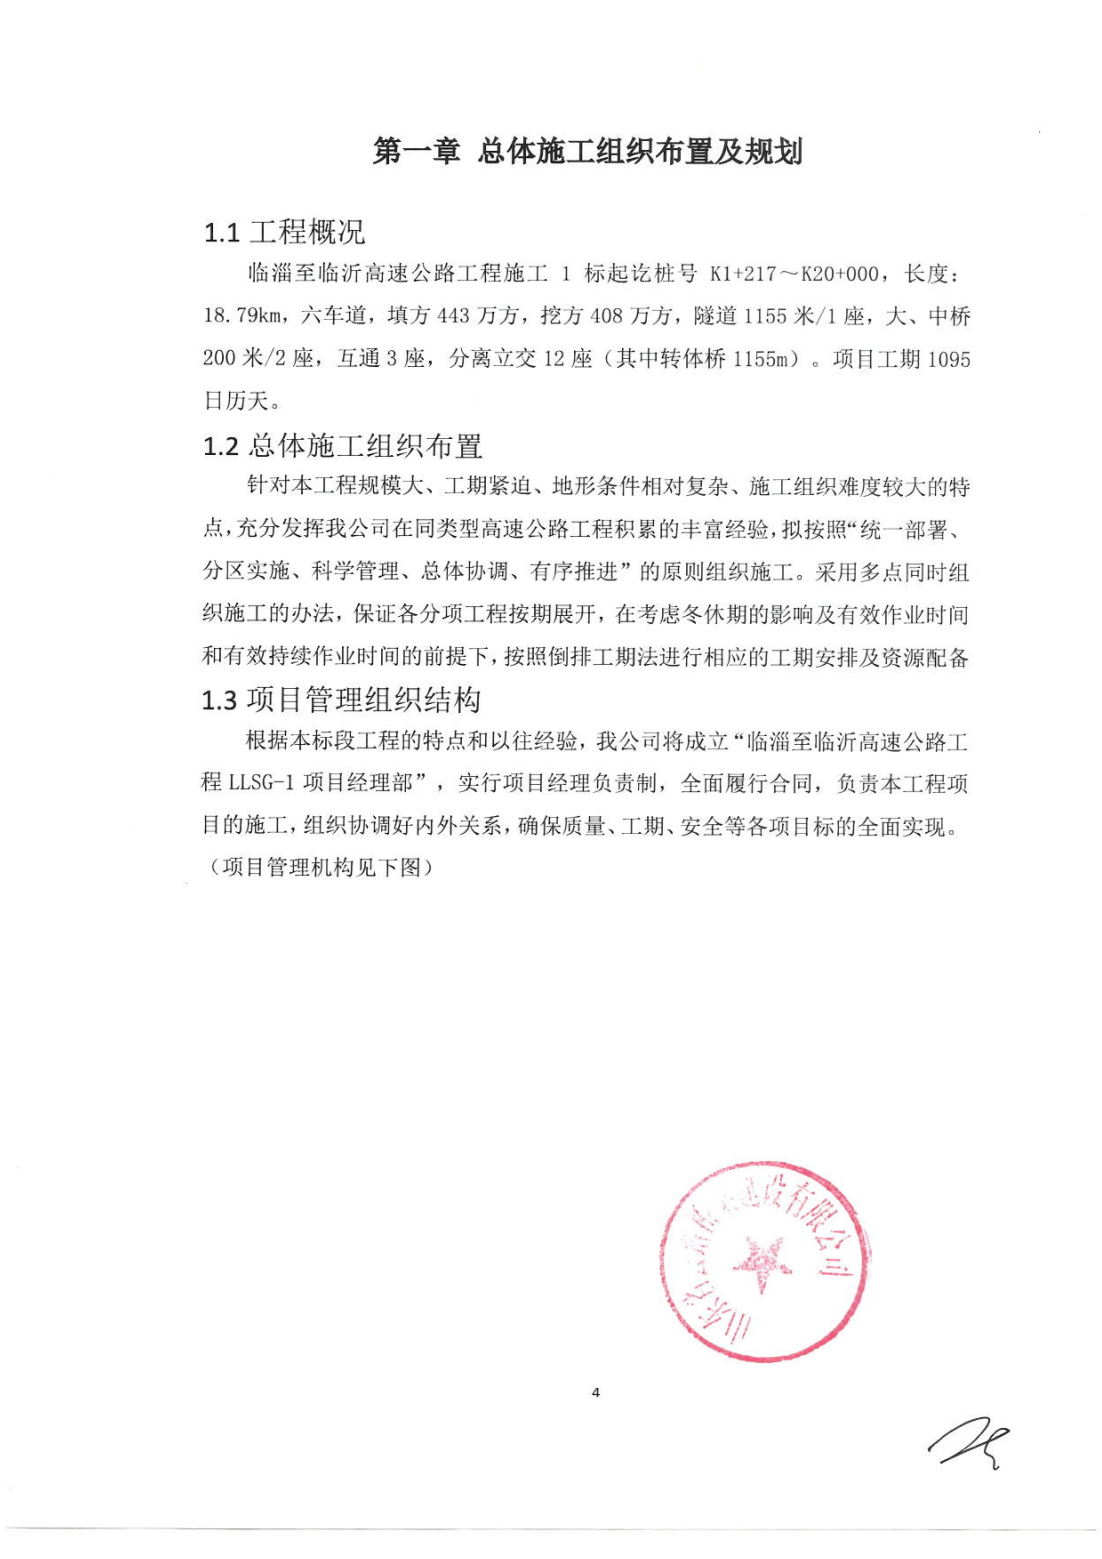 第一章 总体施工组织布置及规划
1.1 工程概况
临淄至临沂高速公路工程施工 1 标起讫桩号 K1+217～K20+000，长度：
18.79km，六车道，填方 443 万方，挖方 408 万方，隧道 1155 米/1 座，大、中桥
200 米/2 座，互通 3 座，分离立交 12 座（其中转体桥 1155m）。项目工期 1095
日历天。
1.2 总体施工组织布置
针对本工程规模大、工期紧迫、地形条件相对复杂、施工组织难度较大的特
点，充分发挥我公司在同类型高速公路工程积累的丰富经验，拟按照“统一部署、
分区实施、科学管理、总体协调、有序推进”的原则组织施工。采用多点同时组
织施工的办法，保证各分项工程按期展开，在考虑冬休期的影响及有效作业时间
和有效持续作业时间的前提下，按照倒排工期法进行相应的工期安排及资源配备
1.3 项目管理组织结构
根据本标段工程的特点和以往经验，我公司将成立“临淄至临沂高速公路工
程 LLSG-1 项目经理部”，实行项目经理负责制，全面履行合同，负责本工程项
目的施工，组织协调好内外关系，确保质量、工期、安全等各项目标的全面实现。
（项目管理机构见下图）
山东 建设有限公司
4